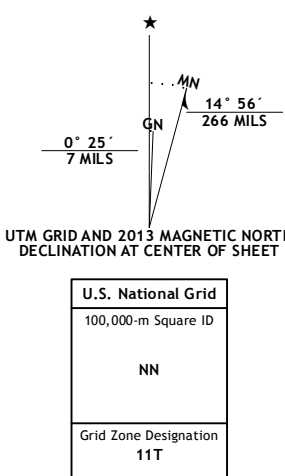 ★
MN
GN
14° 56´
266 MILS
0° 25´
7 MILS
UTM GRID AND 2013 MAGNETIC NORTH
DECLINATION AT CENTER OF SHEET
U.S. National Grid
100,000-m Square ID
NN
Grid Zone Designation
11T